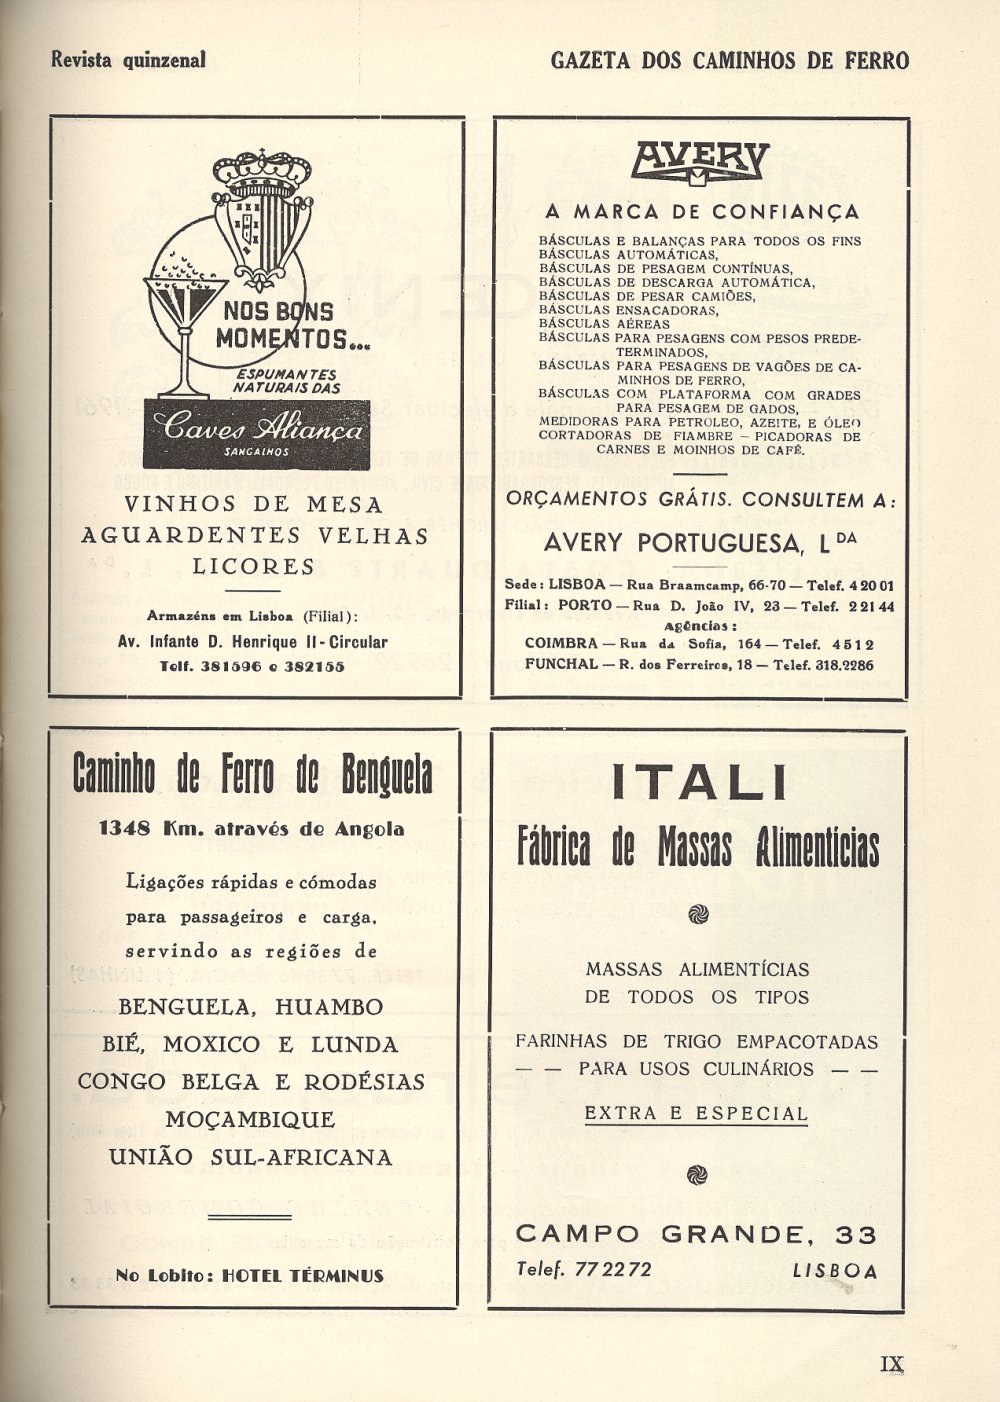 Revista quinzenal
GAZETA DOS CAMINHOS DE FERRO
NOS BONS
MOMENTOS...
ESPUMANTES
NATURAIS DAS
Caves Aliança
SANGALHOS
VINHOS DE MESA
AGUARDENTES VELHAS
LICORES
Armazéns em Lisboa (Filial):
Av. Infante D. Henrique II-Circular
Telf. 381596 e 382155
AVERY
A MARCA DE CONFIANÇA
BÁSCULAS E BALANÇAS PARA TODOS OS FINS
BÁSCULAS AUTOMÁTICAS,
BÁSCULAS DE PESAGEM CONTÍNUAS,
BÁSCULAS DE DESCARGA AUTOMÁTICA,
BÁSCULAS DE PESAR CAMIÕES,
BÁSCULAS ENSACADORAS,
BÁSCULAS AÉREAS
BÁSCULAS PARA PESAGENS COM PESOS PREDE-
TERMINADOS,
BÁSCULAS PARA PESAGENS DE VAGÕES DE CA-
MINHOS DE FERRO,
BÁSCULAS COM PLATAFORMA COM GRADES
PARA PESAGEM DE GADOS,
MEDIDORAS PARA PETROLEO, AZEITE, E ÓLEO
CORTADORAS DE FIAMBRE — PICADORAS DE
CARNES E MOINHOS DE CAFÉ.
ORÇAMENTOS GRÁTIS. CONSULTEM A:
AVERY PORTUGUESA, LDA
Sede: LISBOA — Rua Braamcamp, 66-70 — Telef. 4 20 01
Filial: PORTO — Rua D. João IV, 23 — Telef. 2 21 44
Agências:
COIMBRA — Rua da Sofia, 164 — Telef. 4512
FUNCHAL — R. dos Ferreiros, 18 — Telef. 318.2286
Caminho de Ferro de Benguela
1348 Km. através de Angola
Ligações rápidas e cómodas
para passageiros e carga,
servindo as regiões de
BENGUELA, HUAMBO
BIÉ, MOXICO E LUNDA
CONGO BELGA E RODÉSIAS
MOÇAMBIQUE
UNIÃO SUL-AFRICANA
No Lobito: HOTEL TÉRMINUS
ITALI
Fábrica de Massas Alimentícias
MASSAS ALIMENTÍCIAS
DE TODOS OS TIPOS
FARINHAS DE TRIGO EMPACOTADAS
— — PARA USOS CULINÁRIOS — —
EXTRA E ESPECIAL
CAMPO GRANDE, 33
Telef. 77 22 72 LISBOA
IX